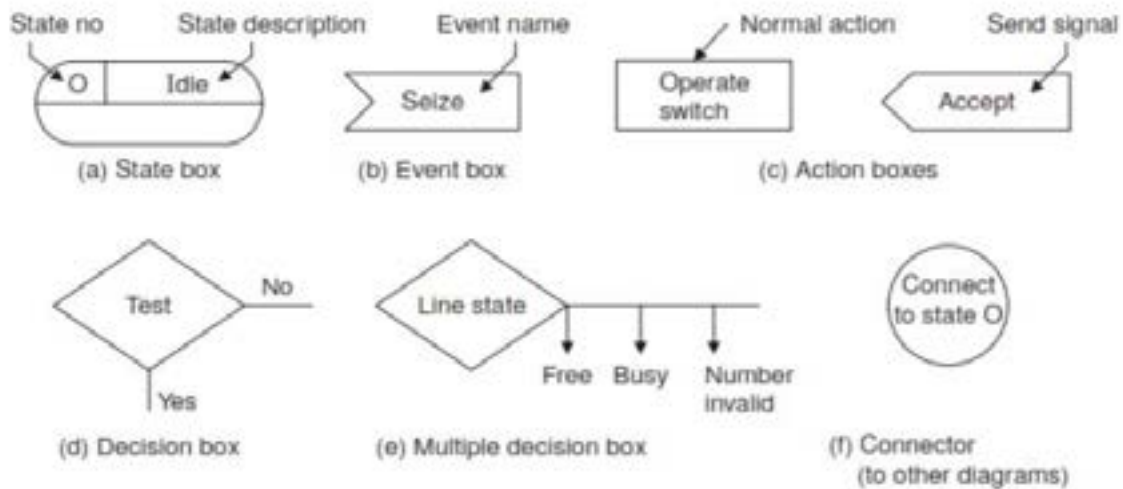 State no
State description
Event name
Normal action
Send signal
O
Idle
Seize
Operate
switch
Accept
(a) State box
(b) Event box
(c) Action boxes
Test
No
Yes
Line state
Free
Busy
Number
invalid
Connect
to state O
(d) Decision box
(e) Multiple decision box
(f) Connector
(to other diagrams)